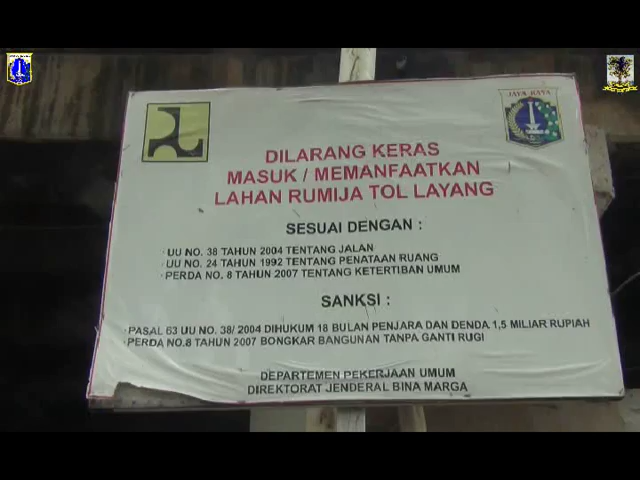 JAYA RAYA
DILARANG KERAS
MASUK / MEMANFAATKAN
LAHAN RUMIJA TOL LAYANG
SESUAI DENGAN :
· UU NO. 38 TAHUN 2004 TENTANG JALAN
· UU NO. 24 TAHUN 1992 TENTANG PENATAAN RUANG
· PERDA NO. 8 TAHUN 2007 TENTANG KETERTIBAN UMUM
SANKSI :
· PASAL 63 UU NO. 38/ 2004 DIHUKUM 18 BULAN PENJARA DAN DENDA 1,5 MILIAR RUPIAH
· PERDA NO.8 TAHUN 2007 BONGKAR BANGUNAN TANPA GANTI RUGI
DEPARTEMEN PEKERJAAN UMUM
DIREKTORAT JENDERAL BINA MARGA